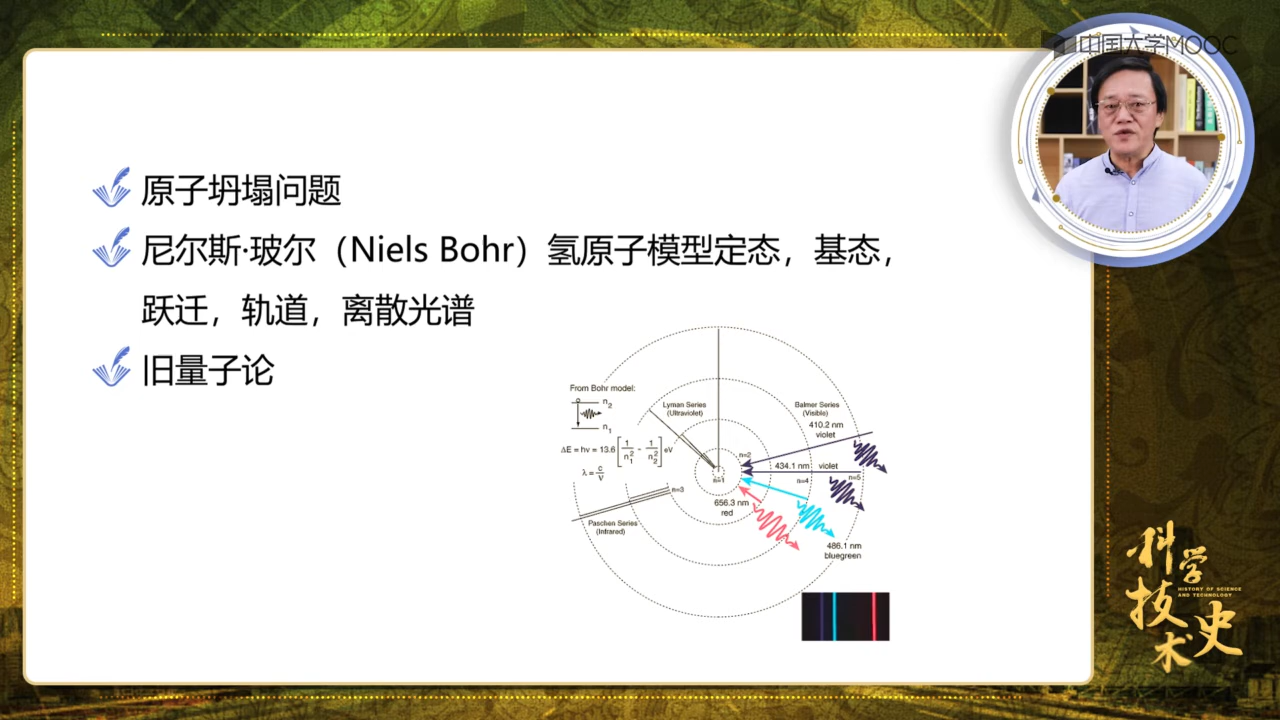 中国大学MOOC
原子坍塌问题
尼尔斯·玻尔（Niels Bohr）氢原子模型定态，基态，
跃迁，轨道，离散光谱
旧量子论
From Bohr model:
n2
n1
ΔE = hν = 13.6 [1/n1² - 1/n2²] eV
λ = c/ν
Lyman Series
(Ultraviolet)
Balmer Series
(Visible)
410.2 nm
violet
n=2
434.1 nm violet
n=1
n=4
n=5
n=3
656.3 nm
red
Paschen Series
(Infrared)
486.1 nm
bluegreen
科学
技术史
HISTORY OF SCIENCE
AND TECHNOLOGY